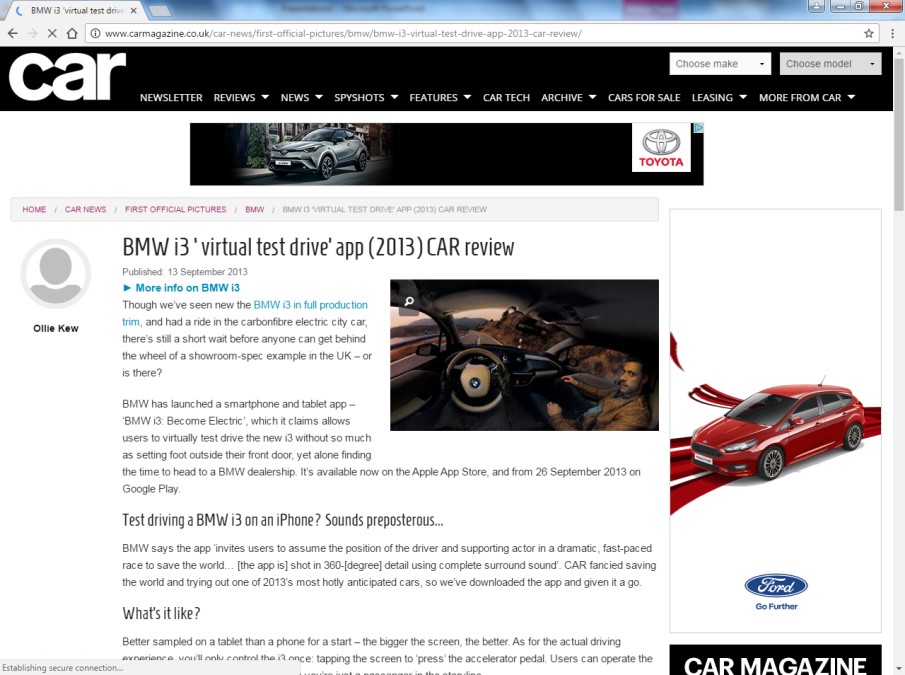 BMW i3 'virtual test drive
www.carmagazine.co.uk/car-news/first-official-pictures/bmw/bmw-i3-virtual-test-drive-app-2013-car-review/
car
Choose make
Choose model
NEWSLETTER REVIEWS NEWS SPYSHOTS FEATURES CAR TECH ARCHIVE CARS FOR SALE LEASING MORE FROM CAR
TOYOTA
HOME / CAR NEWS / FIRST OFFICIAL PICTURES / BMW / BMW I3 'VIRTUAL TEST DRIVE' APP (2013) CAR REVIEW
BMW i3 ' virtual test drive' app (2013) CAR review
Published: 13 September 2013
► More info on BMW i3
Ollie Kew
Though we've seen new the BMW i3 in full production
trim, and had a ride in the carbonfibre electric city car,
there's still a short wait before anyone can get behind
the wheel of a showroom-spec example in the UK – or
is there?
BMW has launched a smartphone and tablet app –
'BMW i3: Become Electric', which it claims allows
users to virtually test drive the new i3 without so much
as setting foot outside their front door, yet alone finding
the time to head to a BMW dealership. It's available now on the Apple App Store, and from 26 September 2013 on
Google Play.
Test driving a BMW i3 on an iPhone? Sounds preposterous...
BMW says the app 'invites users to assume the position of the driver and supporting actor in a dramatic, fast-paced
race to save the world… [the app is] shot in 360-[degree] detail using complete surround sound'. CAR fancied saving
the world and trying out one of 2013's most hotly anticipated cars, so we've downloaded the app and given it a go.
What's it like?
Better sampled on a tablet than a phone for a start – the bigger the screen, the better. As for the actual driving
experience, you'll only control the i3 once: tapping the screen to 'press' the accelerator pedal. Users can operate the
you're just a passenger in the storyline.
Ford
Go Further
CAR MAGAZINE
Establishing secure connection...